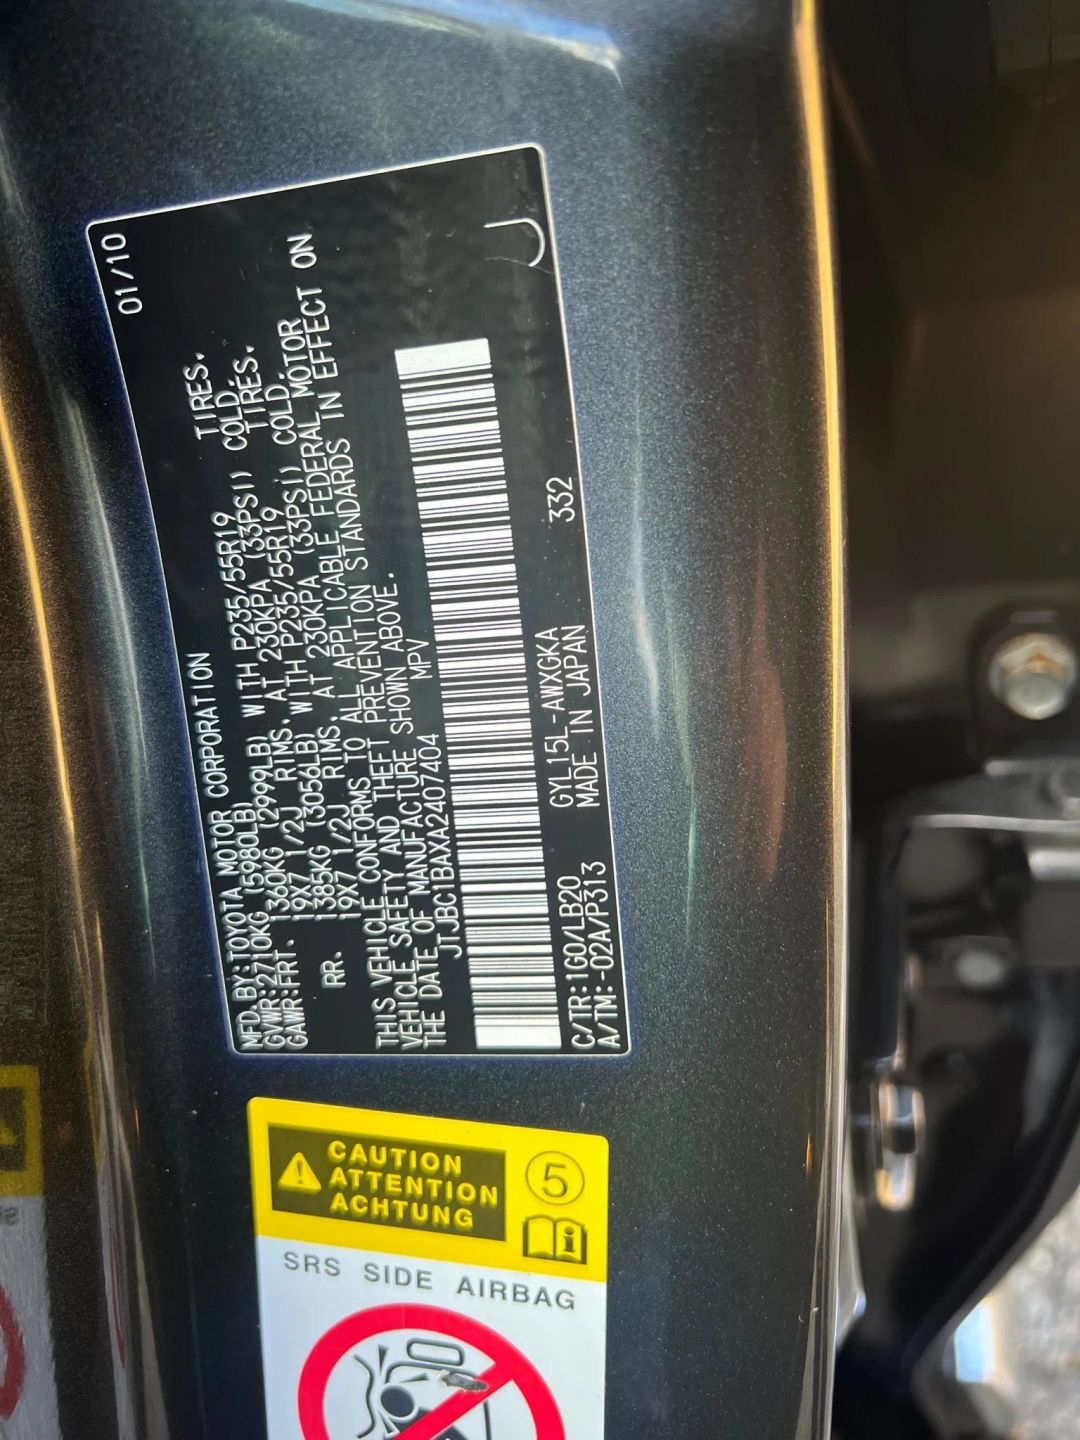 01/10
MFD. BY:TOYOTA MOTOR CORPORATION
GVWR:2710KG (5980LB)
GAWR:FRT. 1360KG (2999LB) WITH P235/55R19 TIRES.
19X7 1/2J RIMS. AT 230KPA (33PSI) COLD.
RR. 1385KG (3056LB) WITH P235/55R19 TIRES.
19X7 1/2J RIMS. AT 230KPA (33PSI) COLD.
THIS VEHICLE CONFORMS TO ALL APPLICABLE FEDERAL MOTOR
VEHICLE SAFETY AND THEFT PREVENTION STANDARDS IN EFFECT ON
THE DATE OF MANUFACTURE SHOWN ABOVE.
JTJBC1BAXA2407404 MPV
C/TR:1G0/LB20 GYL15L-AWXGKA 332
A/TM:-02A/P313 MADE IN JAPAN
J
CAUTION
ATTENTION
ACHTUNG
5
i
SRS SIDE AIRBAG